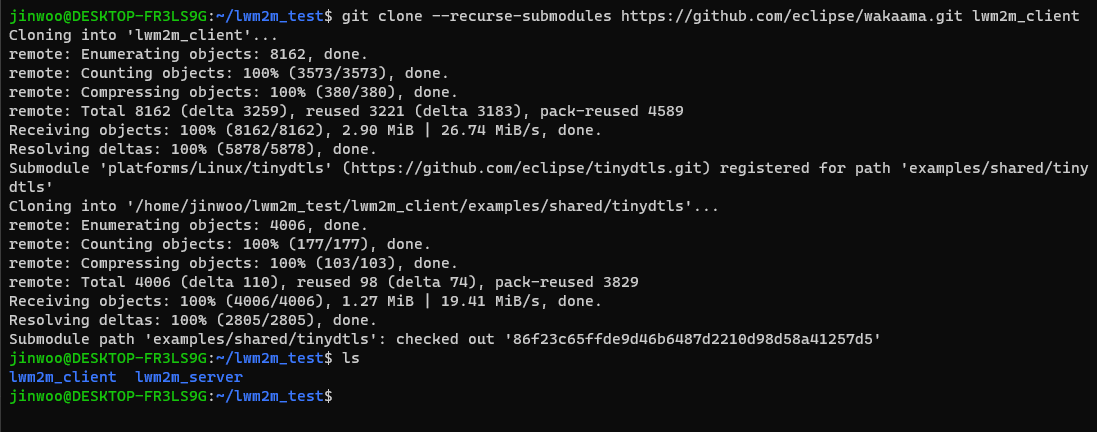 jinwoo@DESKTOP-FR3LS9G:~/lwm2m_test$ git clone --recurse-submodules https://github.com/eclipse/wakaama.git lwm2m_client
Cloning into 'lwm2m_client'...
remote: Enumerating objects: 8162, done.
remote: Counting objects: 100% (3573/3573), done.
remote: Compressing objects: 100% (380/380), done.
remote: Total 8162 (delta 3259), reused 3221 (delta 3183), pack-reused 4589
Receiving objects: 100% (8162/8162), 2.90 MiB | 26.74 MiB/s, done.
Resolving deltas: 100% (5878/5878), done.
Submodule 'platforms/Linux/tinydtls' (https://github.com/eclipse/tinydtls.git) registered for path 'examples/shared/tiny
dtls'
Cloning into '/home/jinwoo/lwm2m_test/lwm2m_client/examples/shared/tinydtls'...
remote: Enumerating objects: 4006, done.
remote: Counting objects: 100% (177/177), done.
remote: Compressing objects: 100% (103/103), done.
remote: Total 4006 (delta 110), reused 98 (delta 74), pack-reused 3829
Receiving objects: 100% (4006/4006), 1.27 MiB | 19.41 MiB/s, done.
Resolving deltas: 100% (2805/2805), done.
Submodule path 'examples/shared/tinydtls': checked out '86f23c65ffde9d46b6487d2210d98d58a41257d5'
jinwoo@DESKTOP-FR3LS9G:~/lwm2m_test$ ls
lwm2m_client  lwm2m_server
jinwoo@DESKTOP-FR3LS9G:~/lwm2m_test$